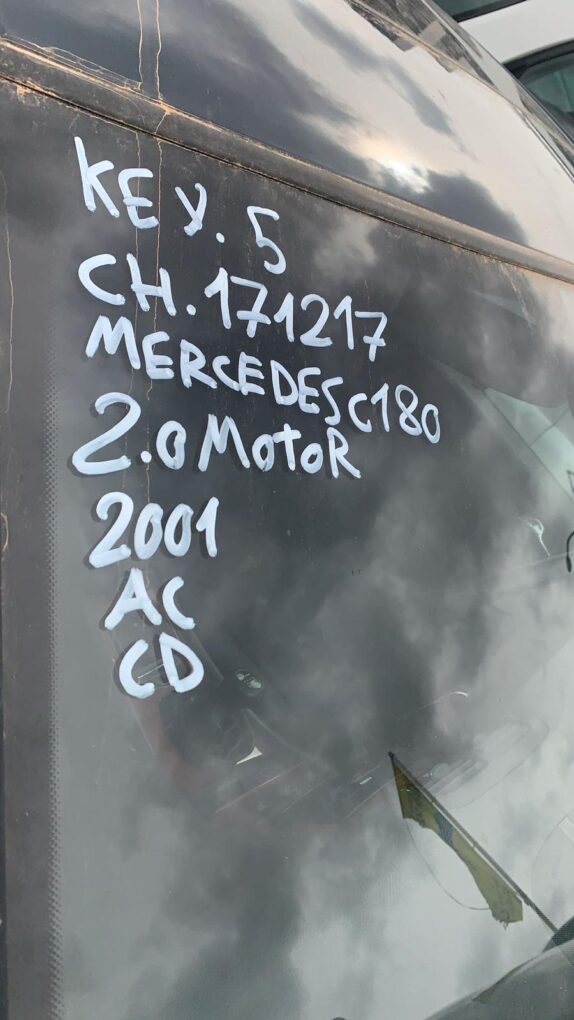 KEY. 5
CH. 171217
MERCEDES C180
2.0 MOTOR
2001
AC
CD